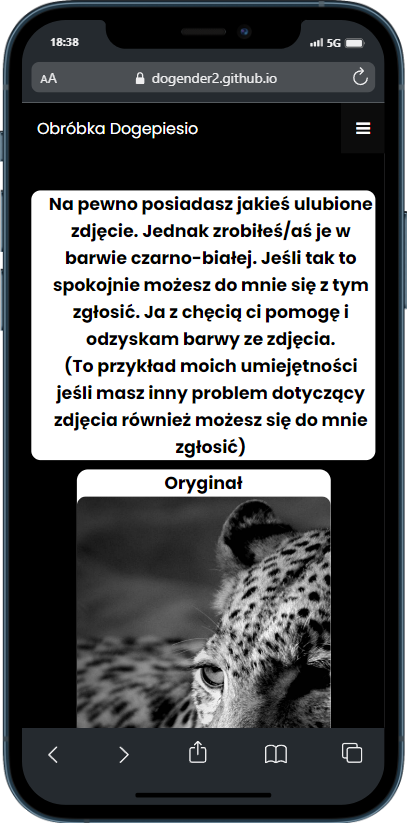 18:38
5G
AA
dogender2.github.io
Obróbka Dogepiesio
Na pewno posiadasz jakieś ulubione
zdjęcie. Jednak zrobiłeś/aś je w
barwie czarno-białej. Jeśli tak to
spokojnie możesz do mnie się z tym
zgłosić. Ja z chęcią ci pomogę i
odzyskam barwy ze zdjęcia.
(To przykład moich umiejętności
jeśli masz inny problem dotyczący
zdjęcia również możesz się do mnie
zgłosić)
Oryginał